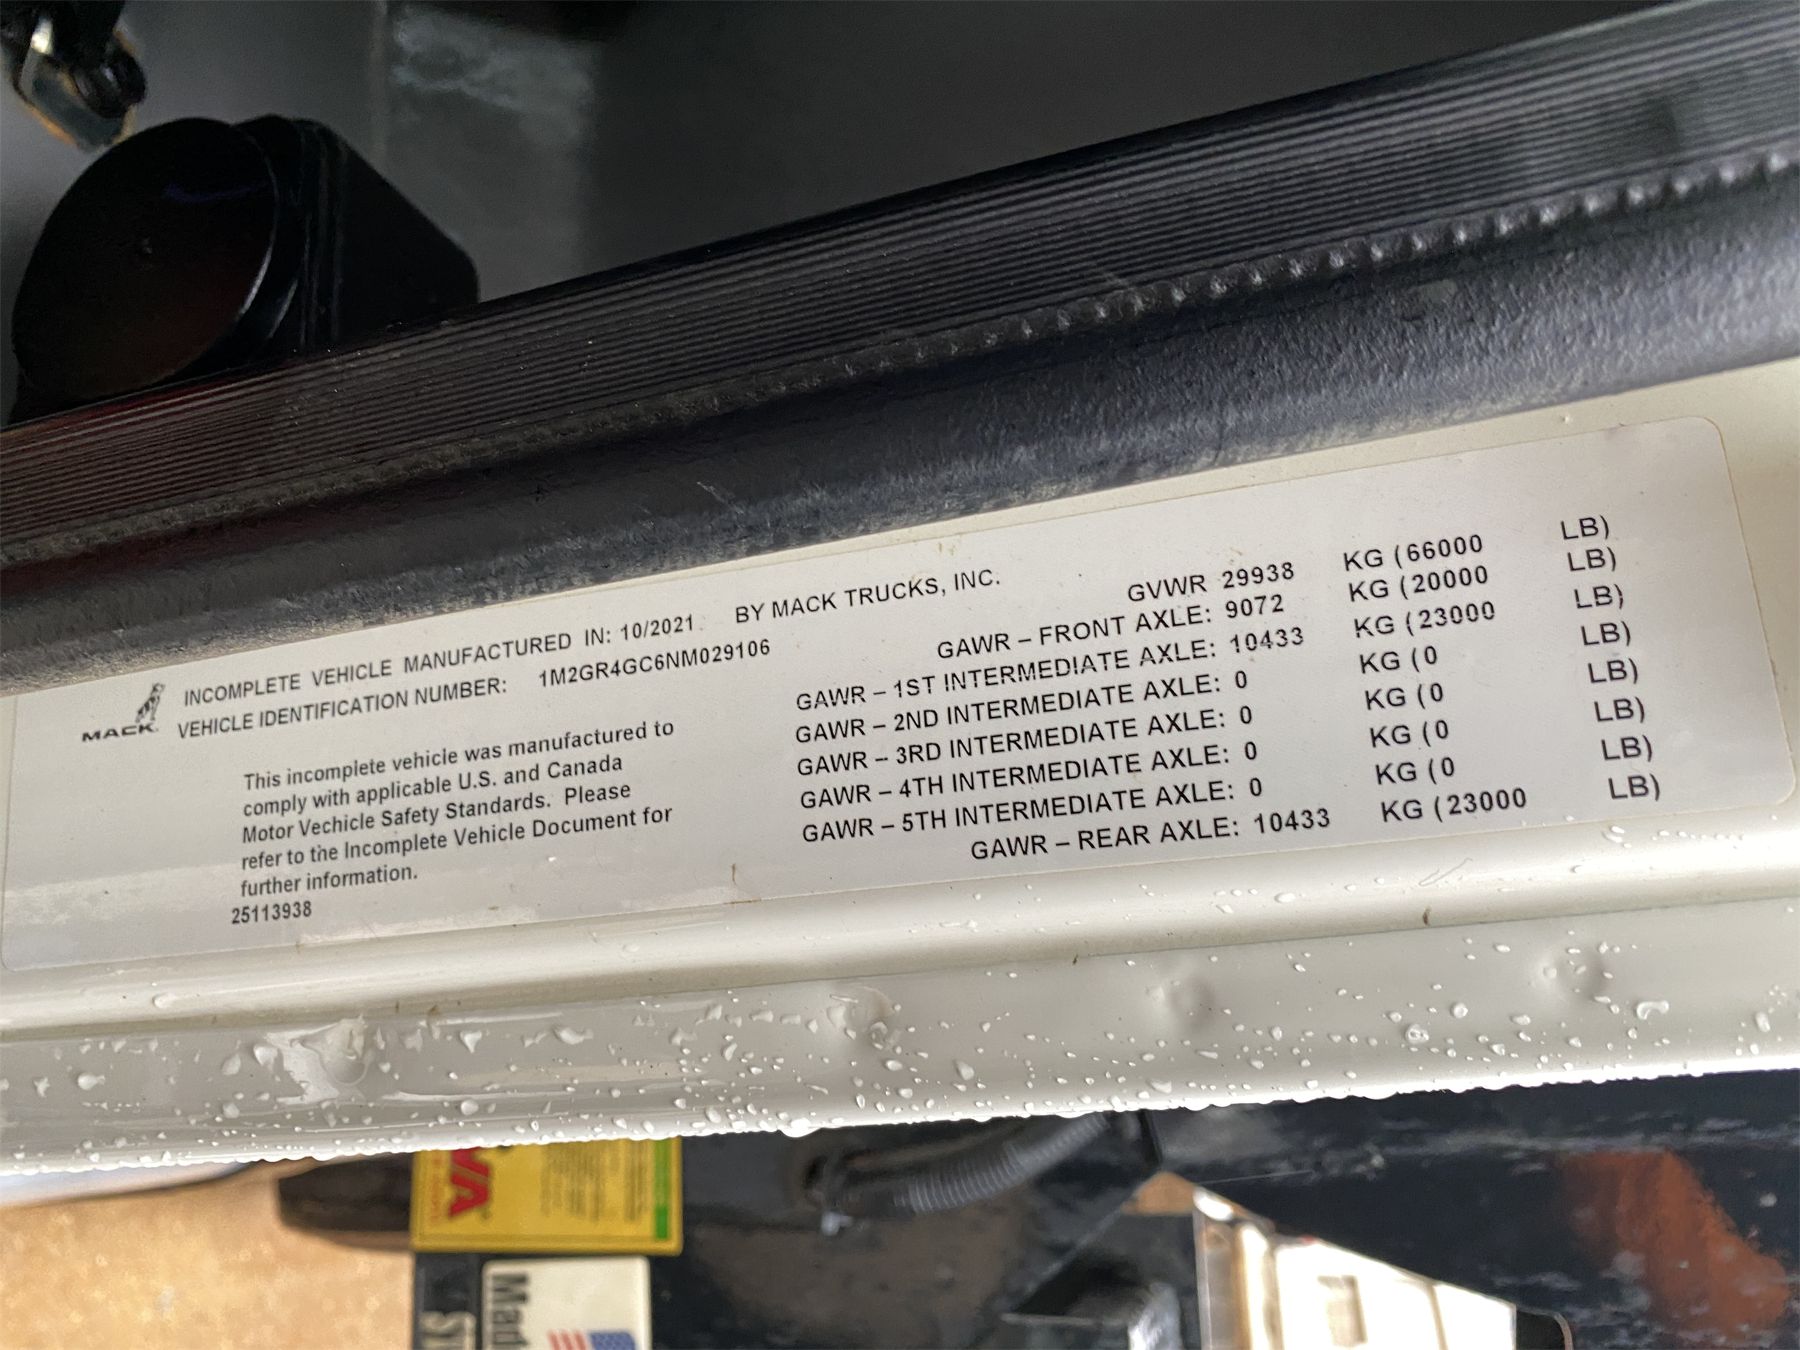 MACK
INCOMPLETE VEHICLE MANUFACTURED IN: 10/2021 BY MACK TRUCKS, INC.
VEHICLE IDENTIFICATION NUMBER: 1M2GR4GC6NM029106
This incomplete vehicle was manufactured to
comply with applicable U.S. and Canada
Motor Vechicle Safety Standards. Please
refer to the Incomplete Vehicle Document for
further information.
25113938
GVWR 29938 KG (66000 LB)
GAWR – FRONT AXLE: 9072 KG (20000 LB)
GAWR – 1ST INTERMEDIATE AXLE: 10433 KG (23000 LB)
GAWR – 2ND INTERMEDIATE AXLE: 0 KG (0 LB)
GAWR – 3RD INTERMEDIATE AXLE: 0 KG (0 LB)
GAWR – 4TH INTERMEDIATE AXLE: 0 KG (0 LB)
GAWR – 5TH INTERMEDIATE AXLE: 0 KG (0 LB)
GAWR – REAR AXLE: 10433 KG (23000 LB)
VA
Mad
SY